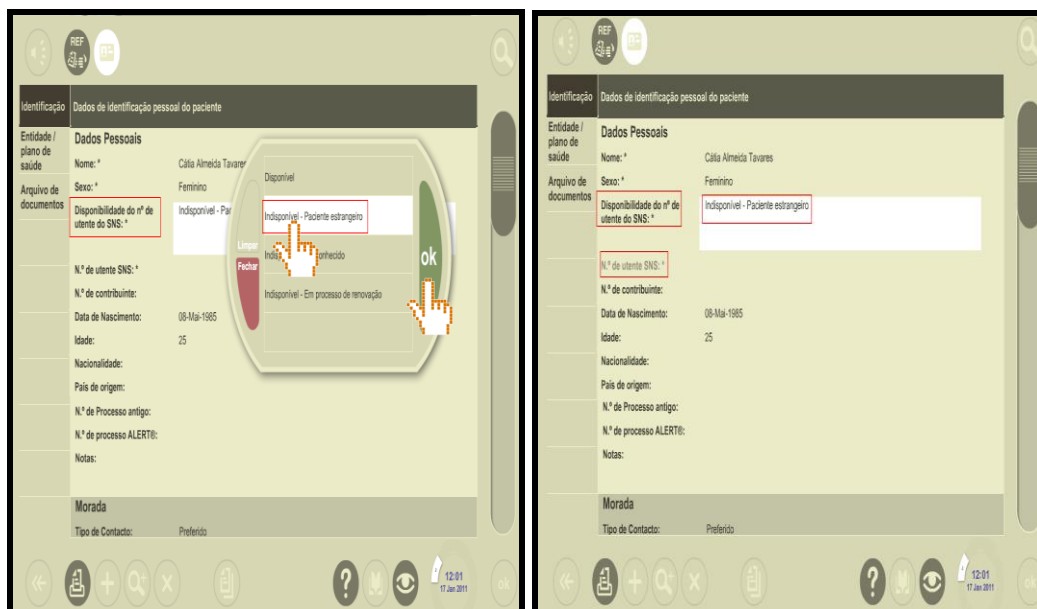 REF
Identificação Dados de identificação pessoal do paciente
Entidade / plano de saúde
Arquivo de documentos
Dados Pessoais
Nome: * Cátia Almeida Tavares
Sexo: * Feminino
Disponibilidade do nº de utente do SNS: * Indisponível - Pac
N.º de utente SNS: *
N.º de contribuinte:
Data de Nascimento: 08-Mai-1985
Idade: 25
Nacionalidade:
País de origem:
N.º de Processo antigo:
N.º de processo ALERT®:
Notas:
Morada
Tipo de Contacto: Preferido
Limpar
Fechar
Disponível
Indisponível - Paciente estrangeiro
Indis onhecido
Indisponível - Em processo de renovação
ok
?
12:01
17 Jan 2011
ok
REF
Identificação Dados de identificação pessoal do paciente
Entidade / plano de saúde
Arquivo de documentos
Dados Pessoais
Nome: * Cátia Almeida Tavares
Sexo: * Feminino
Disponibilidade do nº de utente do SNS: * Indisponível - Paciente estrangeiro
N.º de utente SNS: *
N.º de contribuinte:
Data de Nascimento: 08-Mai-1985
Idade: 25
Nacionalidade:
País de origem:
N.º de Processo antigo:
N.º de processo ALERT®:
Notas:
Morada
Tipo de Contacto: Preferido
?
12:01
17 Jan 2011
ok